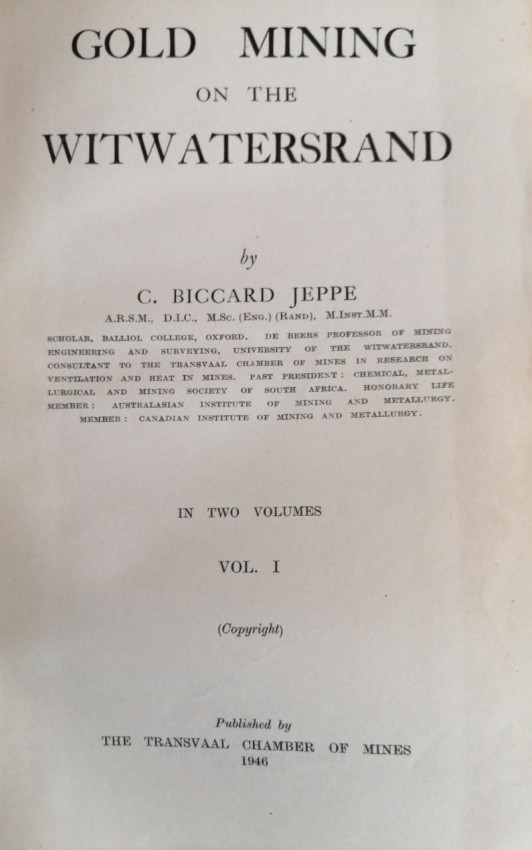 GOLD MINING
ON THE
WITWATERSRAND
by
C. BICCARD JEPPE
A.R.S.M., D.I.C., M.Sc. (Eng.) (Rand), M.Inst.M.M.
SCHOLAR, BALLIOL COLLEGE, OXFORD. DE BEERS PROFESSOR OF MINING
ENGINEERING AND SURVEYING, UNIVERSITY OF THE WITWATERSRAND.
CONSULTANT TO THE TRANSVAAL CHAMBER OF MINES IN RESEARCH ON
VENTILATION AND HEAT IN MINES. PAST PRESIDENT: CHEMICAL, METAL-
LURGICAL AND MINING SOCIETY OF SOUTH AFRICA. HONORARY LIFE
MEMBER: AUSTRALASIAN INSTITUTE OF MINING AND METALLURGY.
MEMBER: CANADIAN INSTITUTE OF MINING AND METALLURGY.
IN TWO VOLUMES
VOL. I
(Copyright)
Published by
THE TRANSVAAL CHAMBER OF MINES
1946